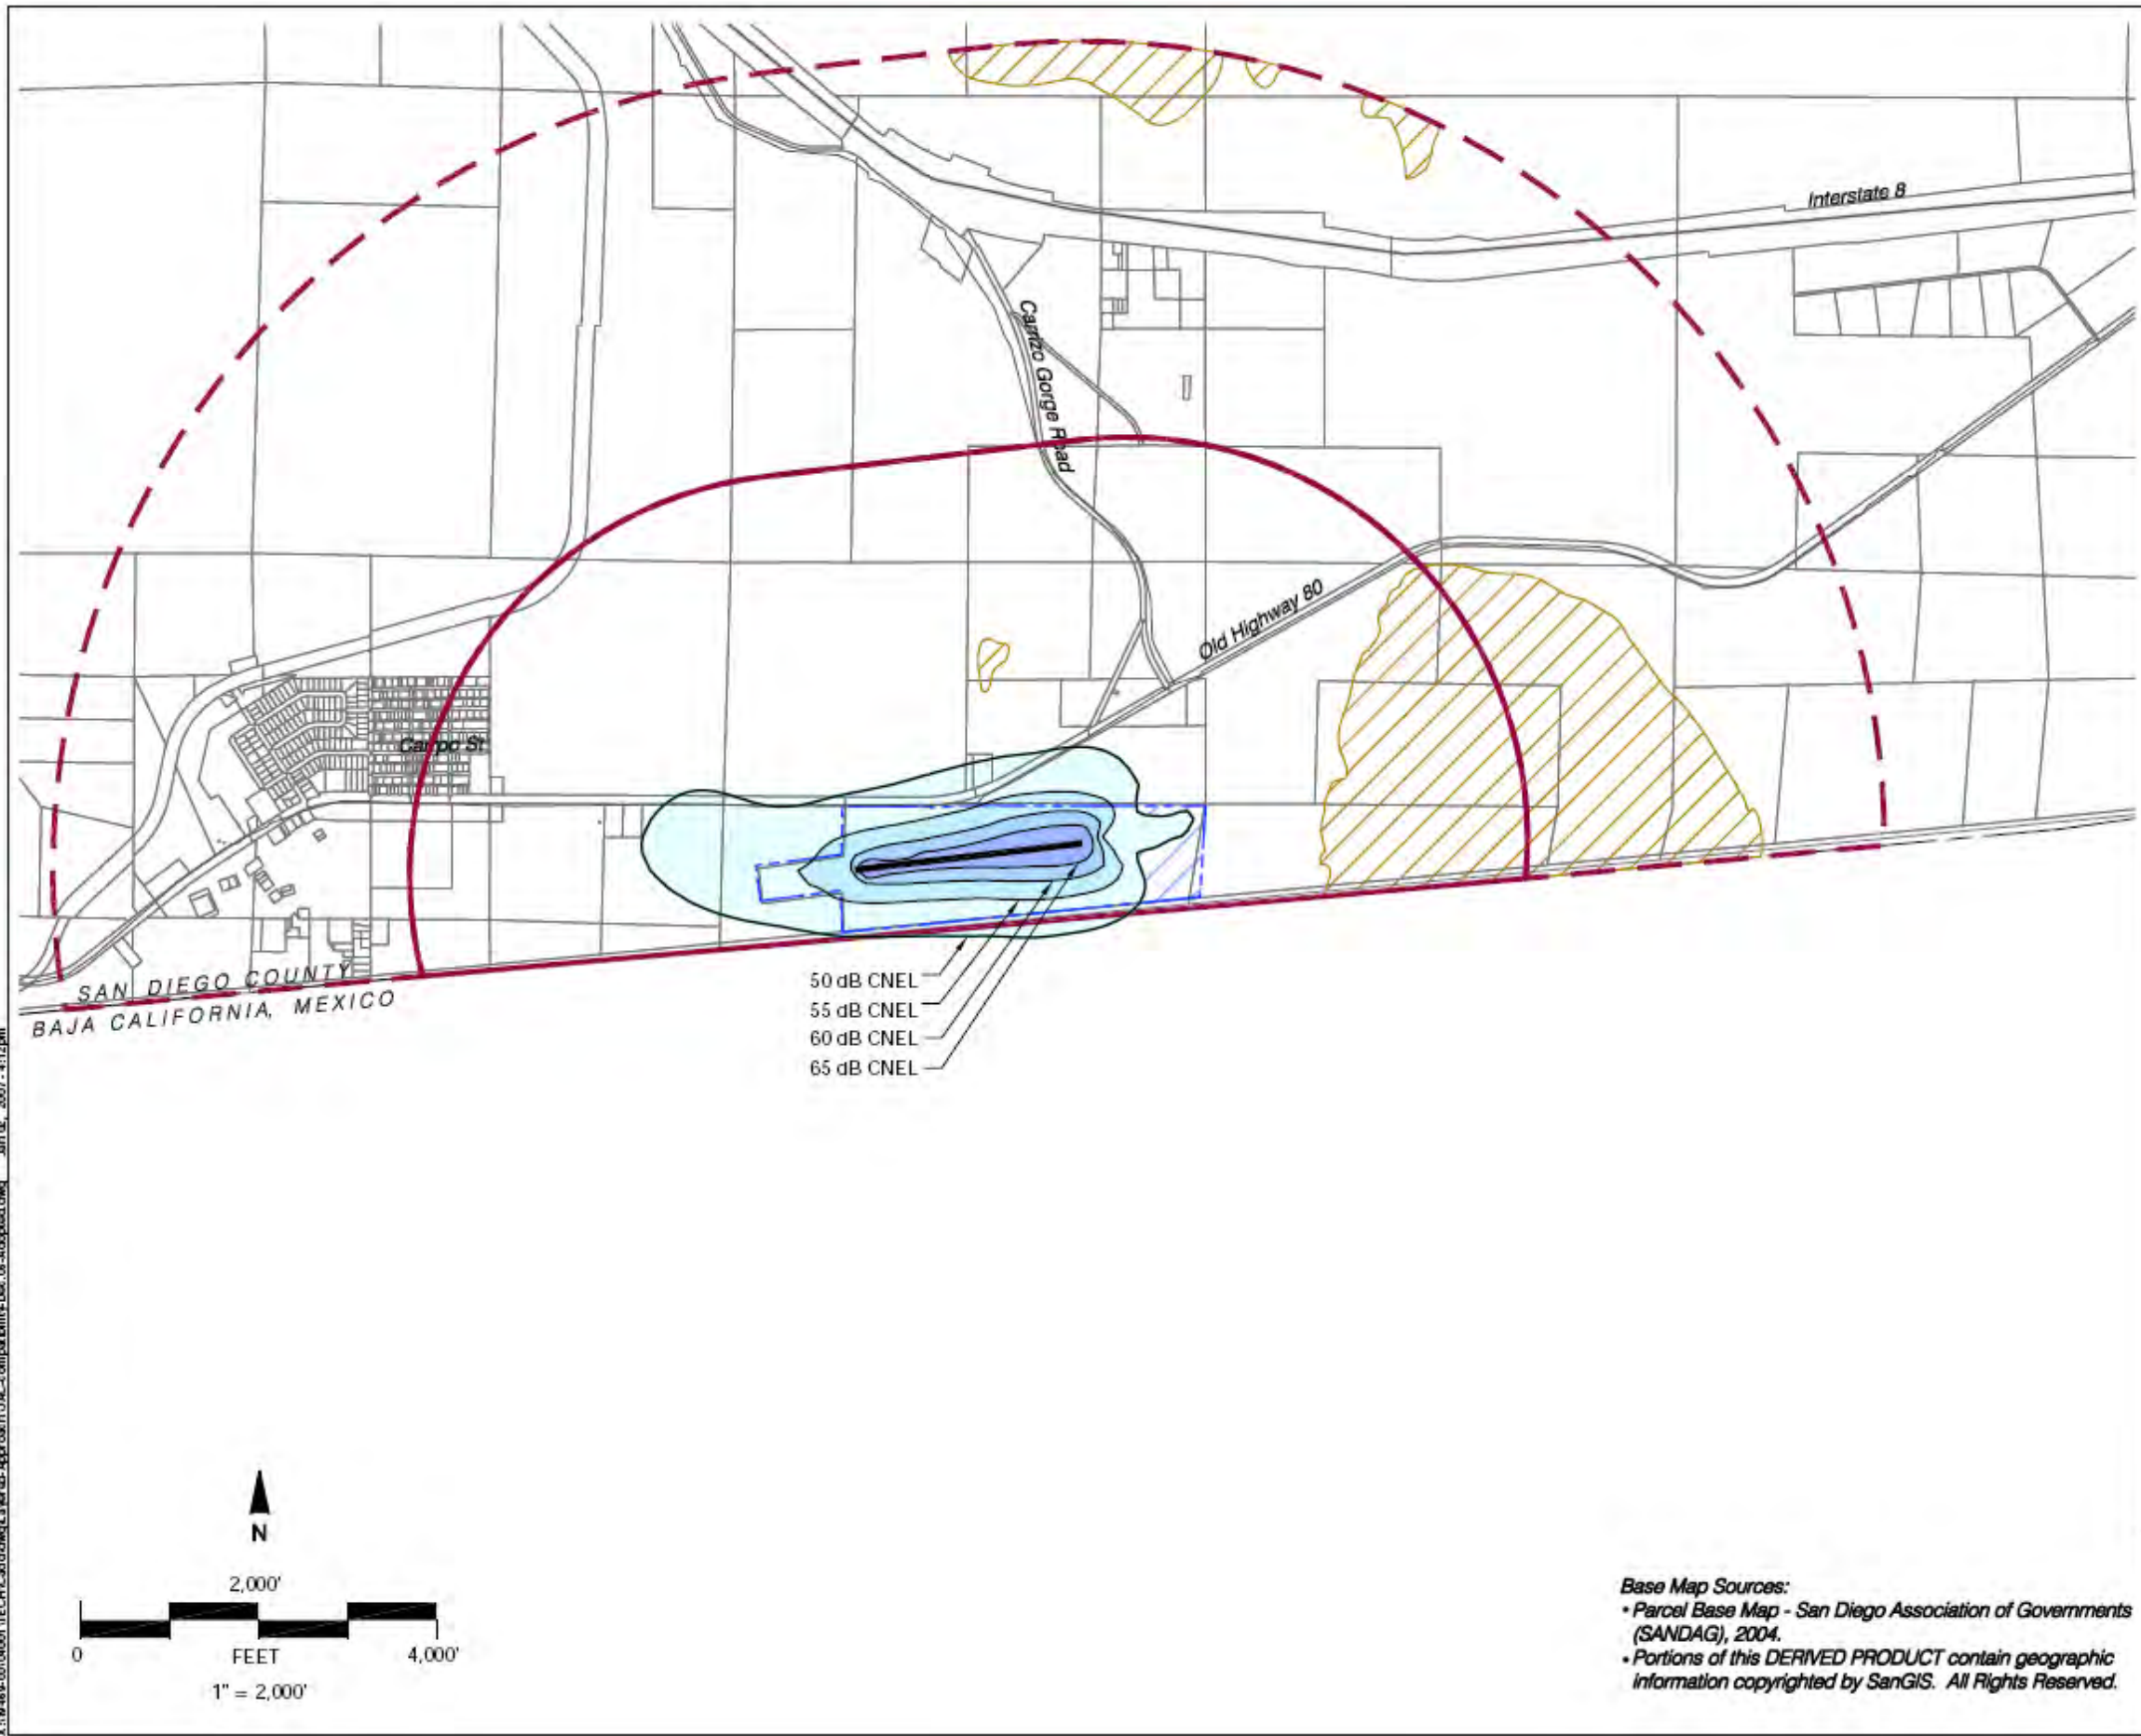 Interstate 8
Carrizo Gorge Road
Old Highway 80
Campo St
SAN DIEGO COUNTY
BAJA CALIFORNIA, MEXICO
50 dB CNEL
55 dB CNEL
60 dB CNEL
65 dB CNEL
N
2,000'
0
FEET
4,000'
1" = 2,000'
Base Map Sources:
• Parcel Base Map - San Diego Association of Governments
(SANDAG), 2004.
• Portions of this DERIVED PRODUCT contain geographic
information copyrighted by SanGIS. All Rights Reserved.